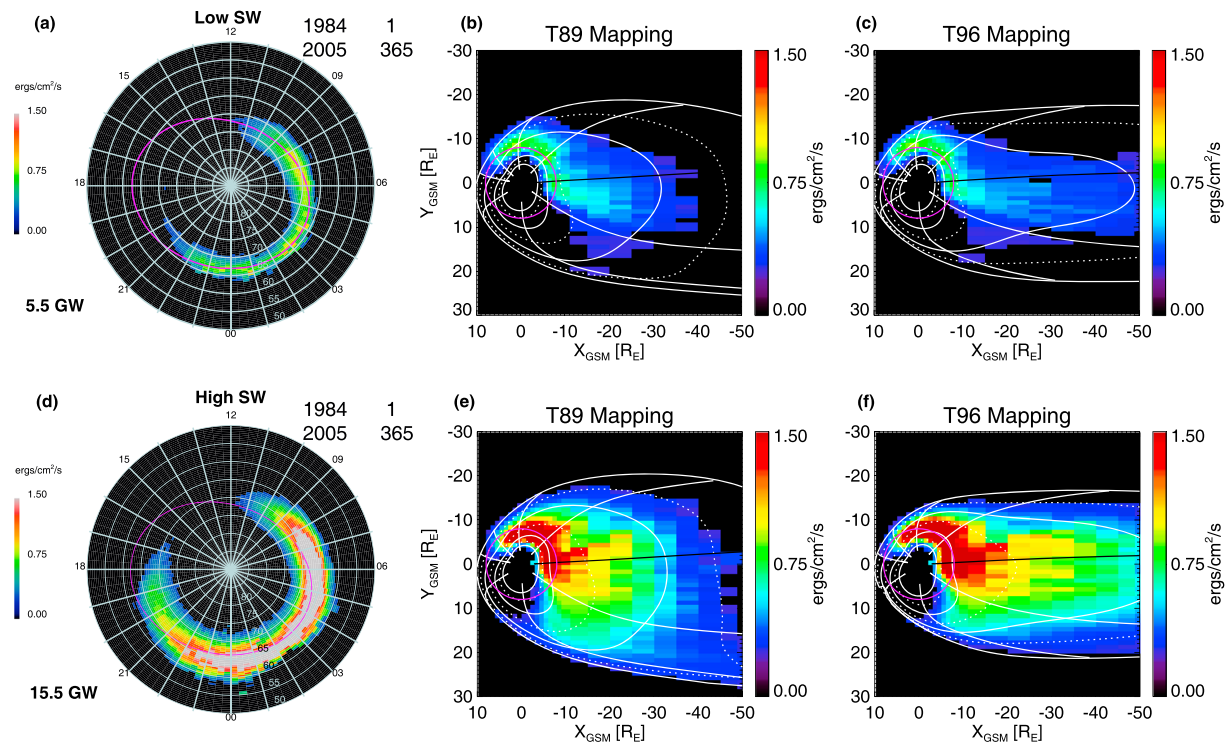 (a)
Low SW
1984 1
2005 365
12
15
09
18
06
21
03
00
75
70
65
60
55
50
ergs/cm²/s
1.50
0.75
0.00
5.5 GW
(b)
T89 Mapping
-30
-20
-10
0
10
20
30
Y_GSM [R_E]
10 0 -10 -20 -30 -40 -50
X_GSM [R_E]
1.50
0.75
0.00
ergs/cm²/s
(c)
T96 Mapping
-30
-20
-10
0
10
20
30
10 0 -10 -20 -30 -40 -50
X_GSM [R_E]
1.50
0.75
0.00
ergs/cm²/s
(d)
High SW
1984 1
2005 365
12
15
09
18
06
21
03
00
75
70
65
60
55
50
ergs/cm²/s
1.50
0.75
0.00
15.5 GW
(e)
T89 Mapping
-30
-20
-10
0
10
20
30
Y_GSM [R_E]
10 0 -10 -20 -30 -40 -50
X_GSM [R_E]
1.50
0.75
0.00
ergs/cm²/s
(f)
T96 Mapping
-30
-20
-10
0
10
20
30
10 0 -10 -20 -30 -40 -50
X_GSM [R_E]
1.50
0.75
0.00
ergs/cm²/s